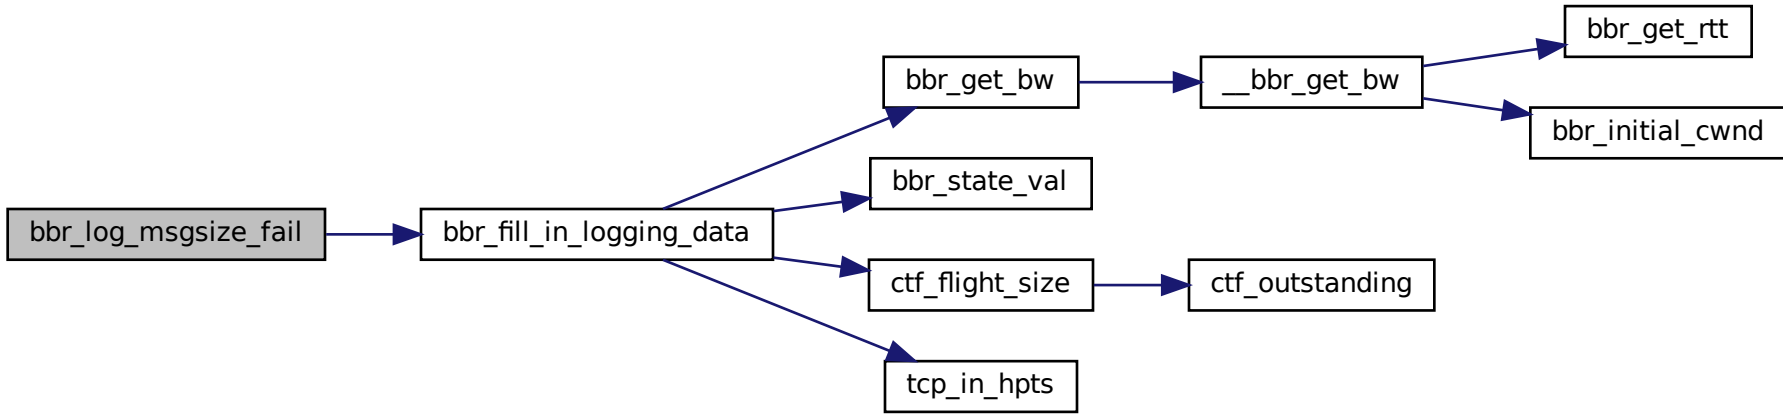 bbr_get_rtt
bbr_get_bw
__bbr_get_bw
bbr_initial_cwnd
bbr_state_val
bbr_log_msgsize_fail
bbr_fill_in_logging_data
ctf_flight_size
ctf_outstanding
tcp_in_hpts